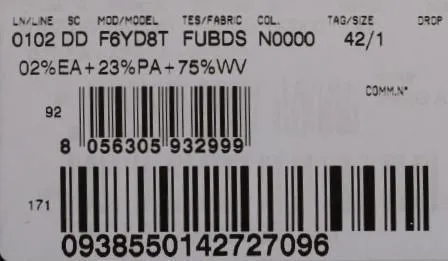 LN/LINE SC MOD/MODEL TES/FABRIC COL. TAG/SIZE DROP
0102 DD F6YD8T FUBDS N0000 42/1
02%EA+23%PA+75%WV
COMM.N°
92
8 056305 932999
171
0938550142727096